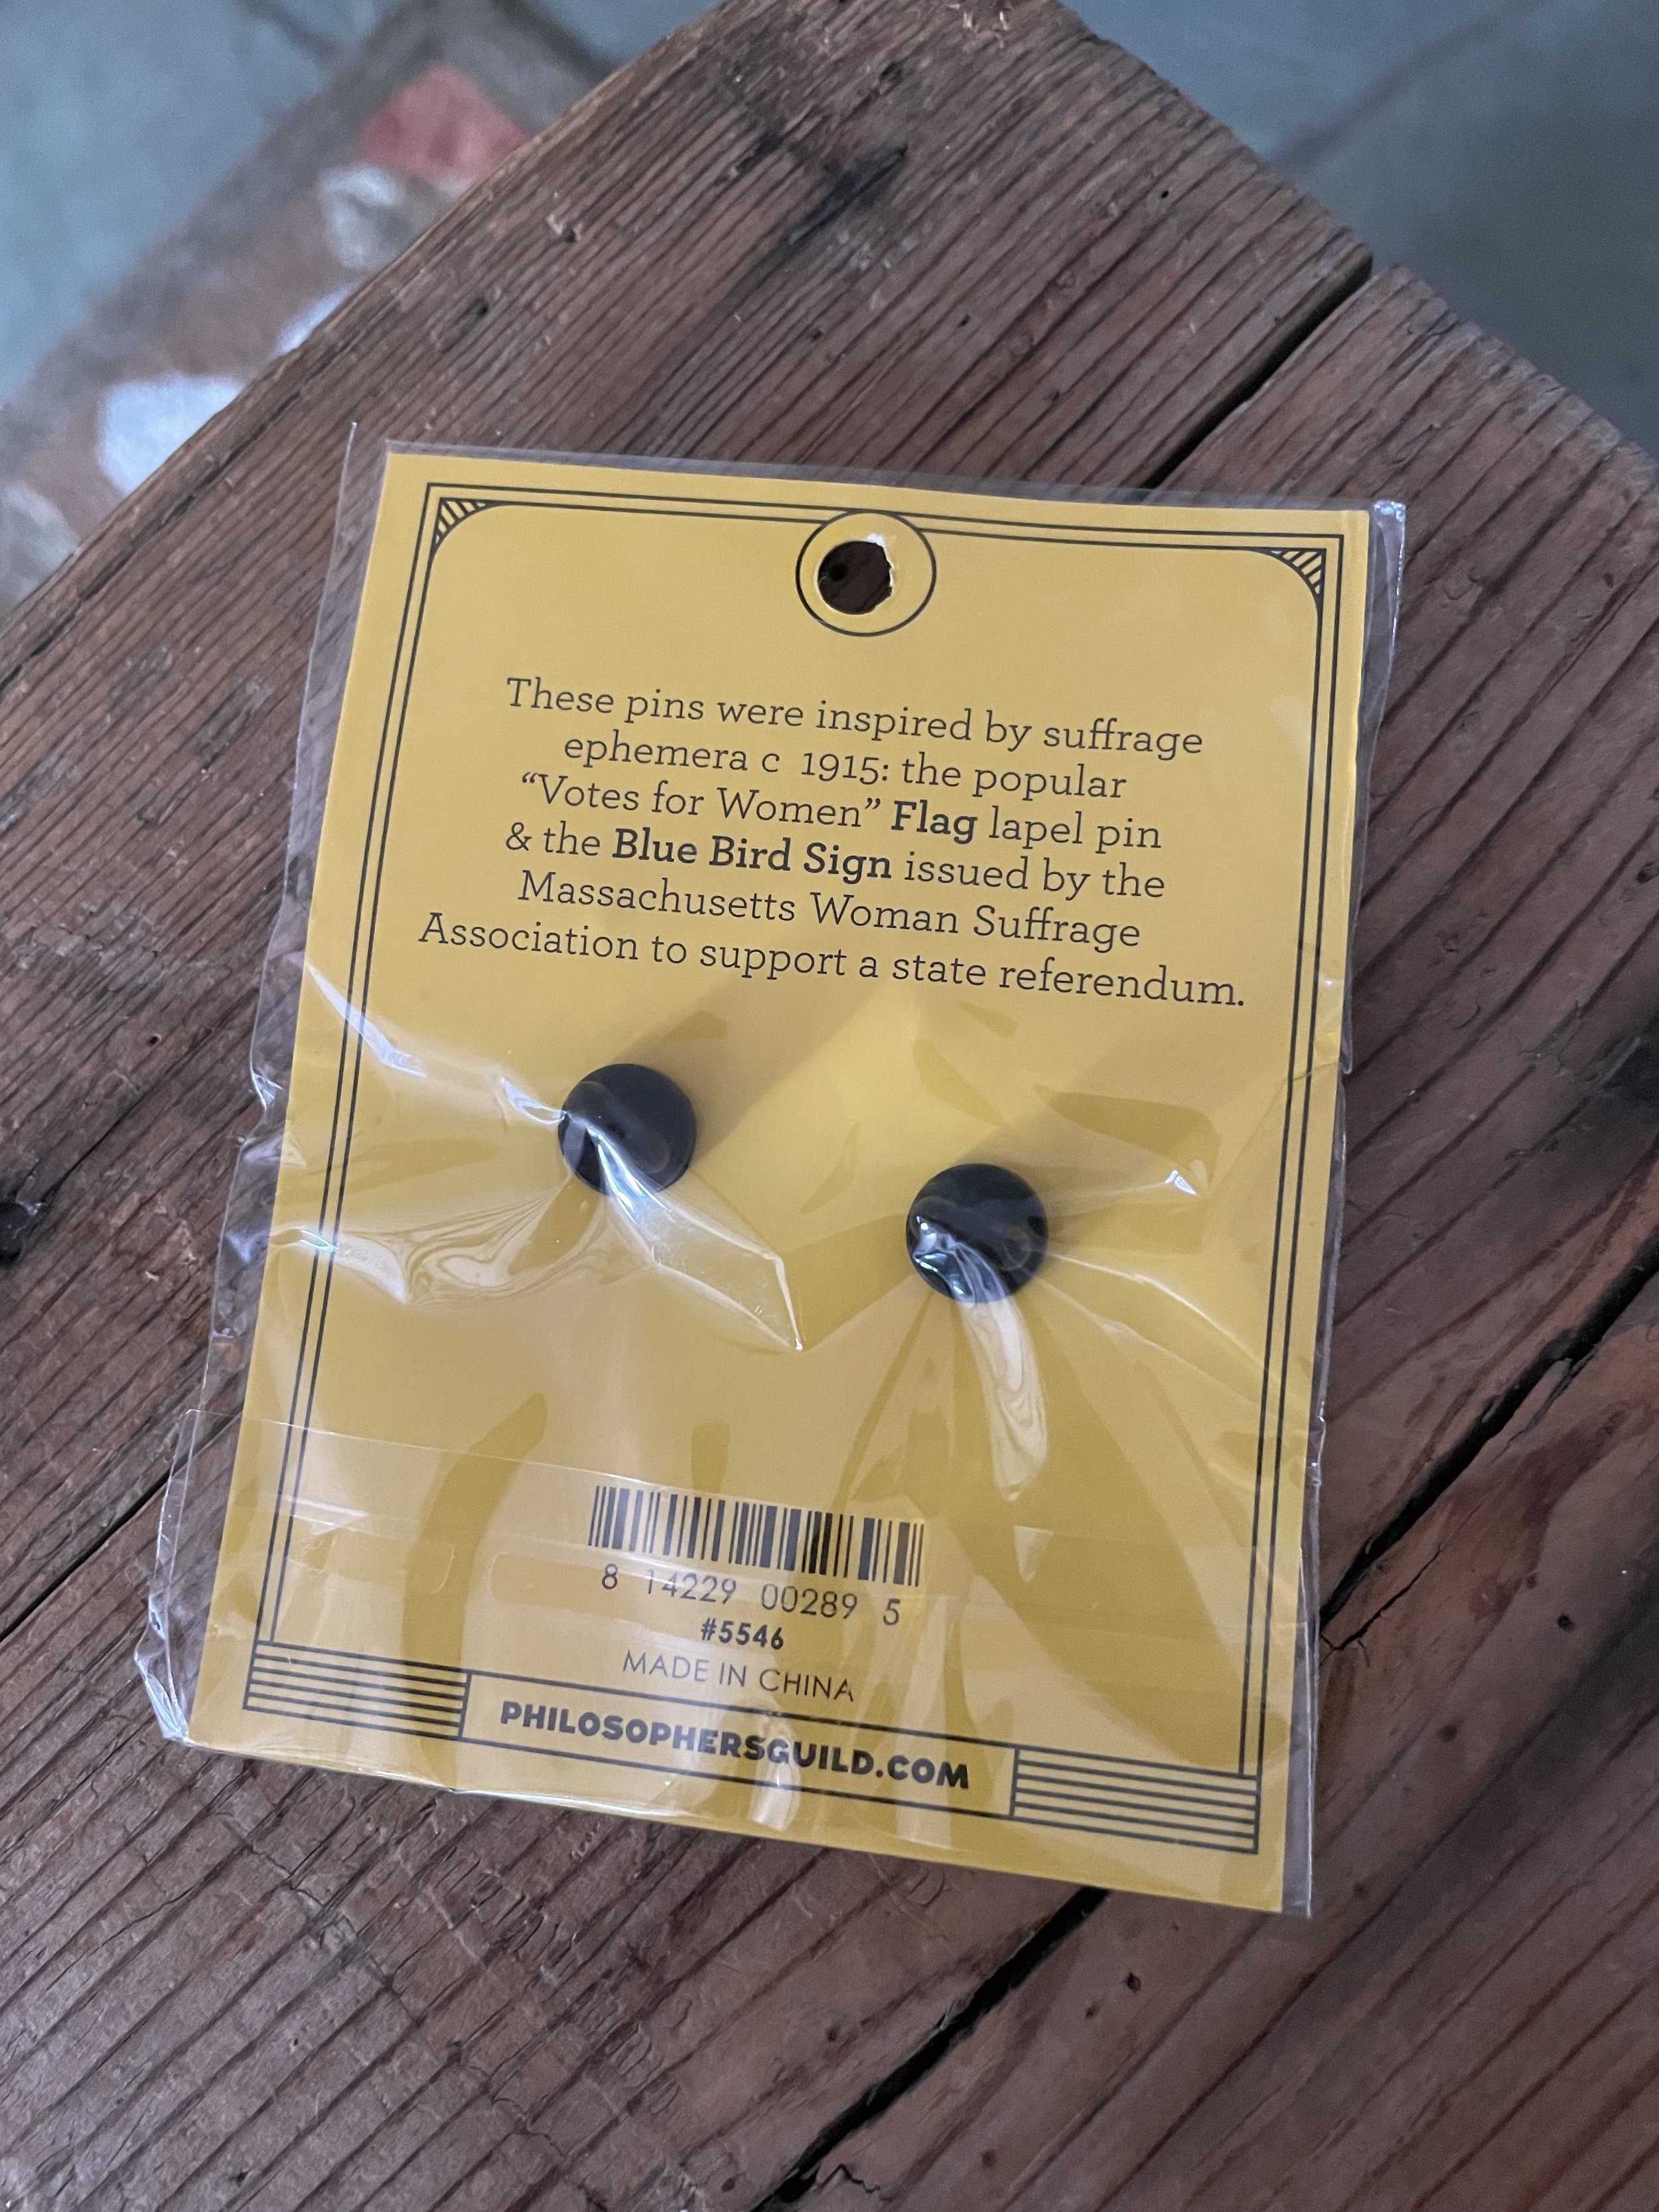 These pins were inspired by suffrage
ephemera c 1915: the popular
“Votes for Women” Flag lapel pin
& the Blue Bird Sign issued by the
Massachusetts Woman Suffrage
Association to support a state referendum.
8 14229 00289 5
#5546
MADE IN CHINA
PHILOSOPHERSGUILD.COM